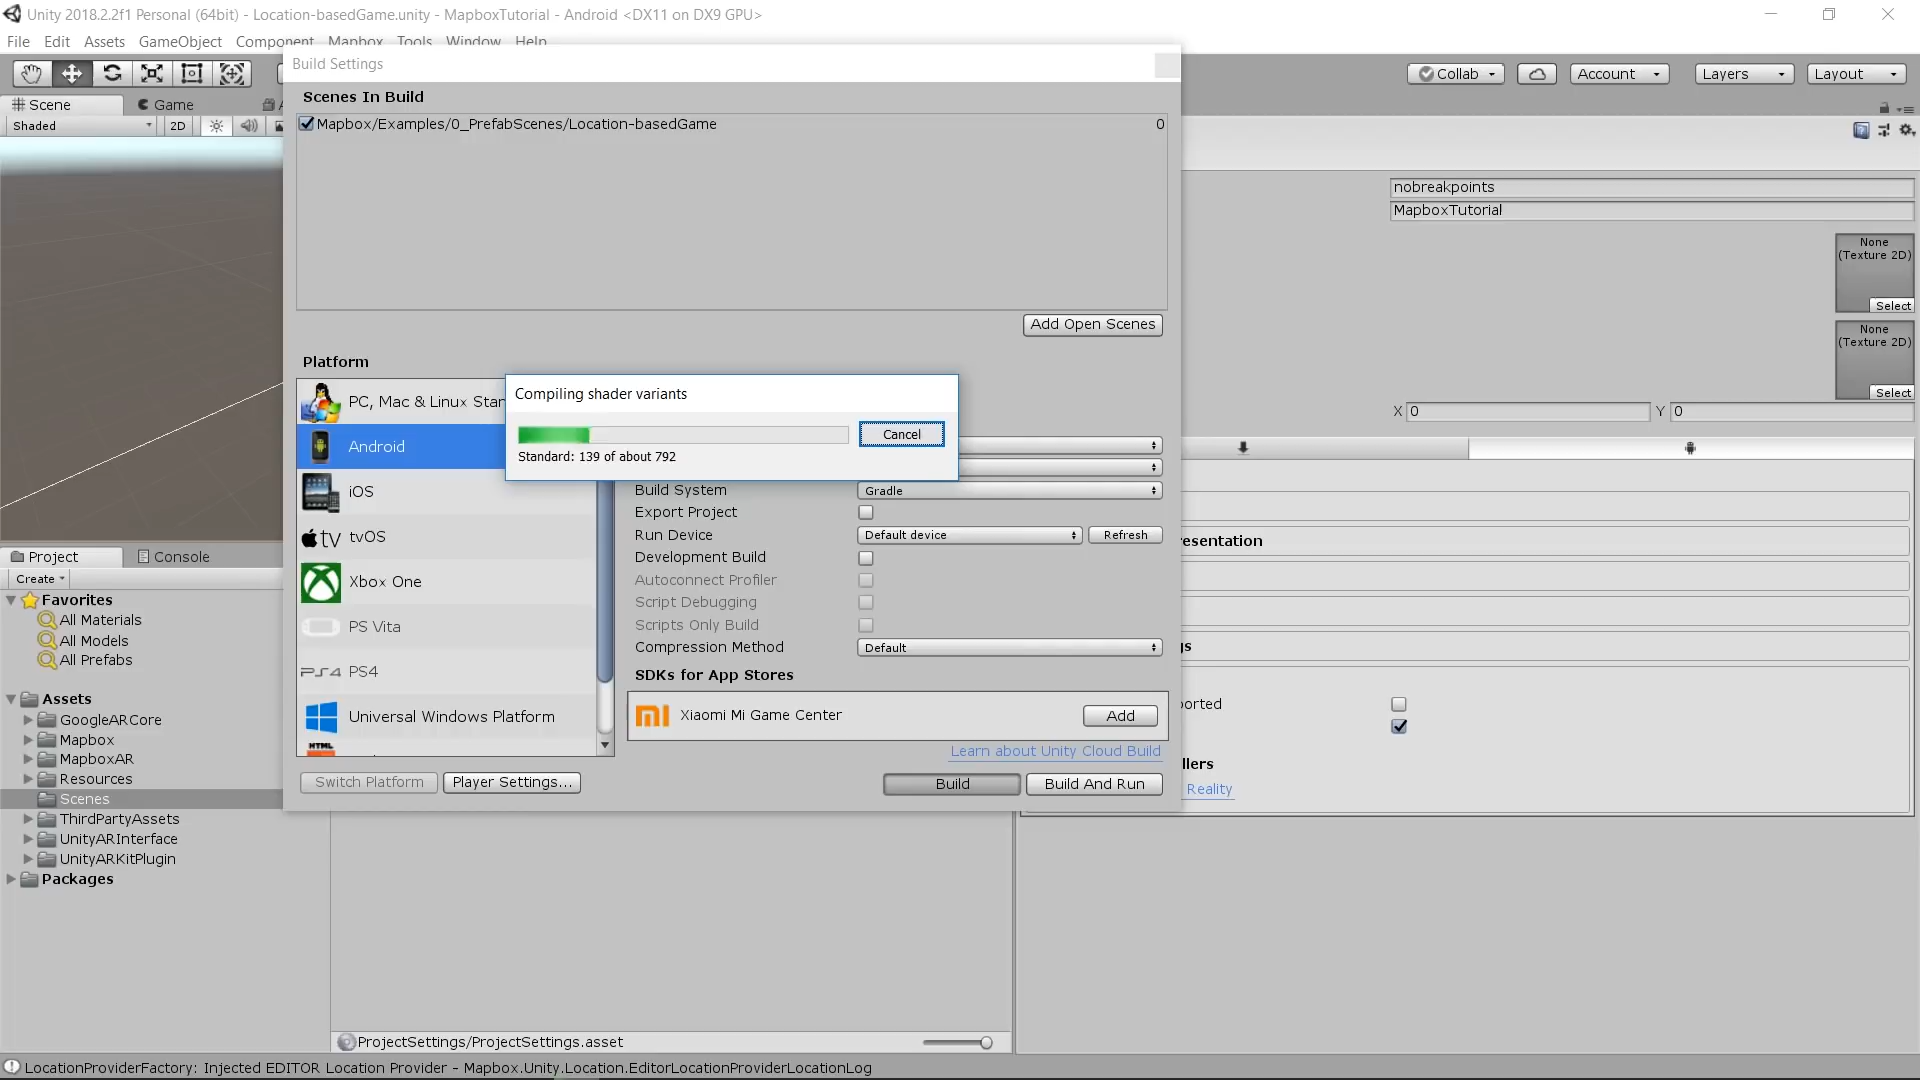 Unity 2018.2.2f1 Personal (64bit) - Location-basedGame.unity - MapboxTutorial - Android <DX11 on DX9 GPU>
File Edit Assets GameObject Component Mapbox Tools Window Help
Build Settings
Collab Account Layers Layout
Scene Game
Shaded 2D
Scenes In Build
Mapbox/Examples/0_PrefabScenes/Location-basedGame 0
nobreakpoints
MapboxTutorial
None
(Texture 2D)
Select
Add Open Scenes
None
(Texture 2D)
Select
Platform
X 0 Y 0
Compiling shader variants
Cancel
Standard: 139 of about 792
PC, Mac & Linux Stan
Android
iOS
tv tvOS
Xbox One
PS Vita
PS4 PS4
Universal Windows Platform
HTML
Build System Gradle
Export Project
Run Device Default device Refresh
Development Build
Autoconnect Profiler
Script Debugging
Scripts Only Build
Compression Method Default
SDKs for App Stores
Xiaomi Mi Game Center Add
Learn about Unity Cloud Build
Switch Platform Player Settings... Build Build And Run
esentation
gs
orted
llers
Reality
Project Console
Create
Favorites
All Materials
All Models
All Prefabs
Assets
GoogleARCore
Mapbox
MapboxAR
Resources
Scenes
ThirdPartyAssets
UnityARInterface
UnityARKitPlugin
Packages
ProjectSettings/ProjectSettings.asset
LocationProviderFactory: Injected EDITOR Location Provider - Mapbox.Unity.Location.EditorLocationProviderLocationLog